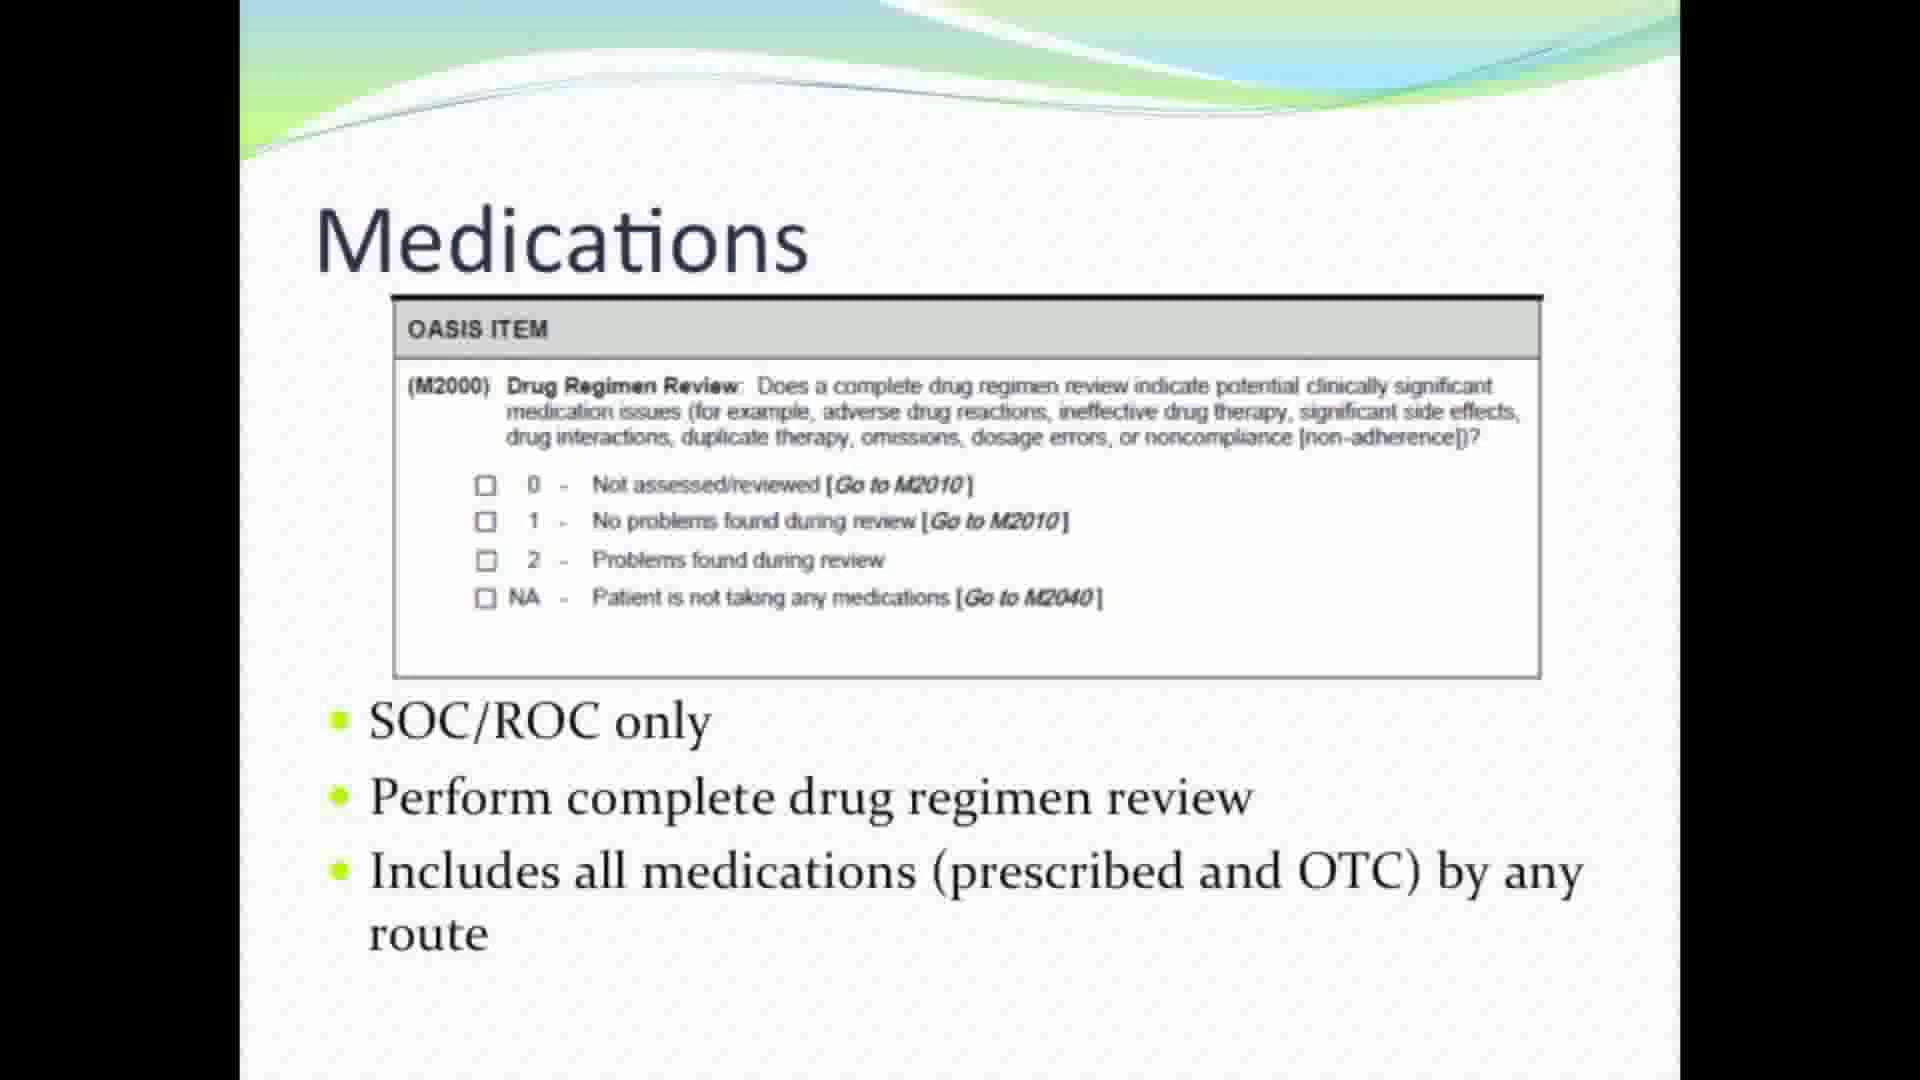 Medications
OASIS ITEM
(M2000) Drug Regimen Review: Does a complete drug regimen review indicate potential clinically significant
medication issues (for example, adverse drug reactions, ineffective drug therapy, significant side effects,
drug interactions, duplicate therapy, omissions, dosage errors, or noncompliance [non-adherence])?
0 - Not assessed/reviewed [Go to M2010]
1 - No problems found during review [Go to M2010]
2 - Problems found during review
NA - Patient is not taking any medications [Go to M2040]
SOC/ROC only
Perform complete drug regimen review
Includes all medications (prescribed and OTC) by any
route